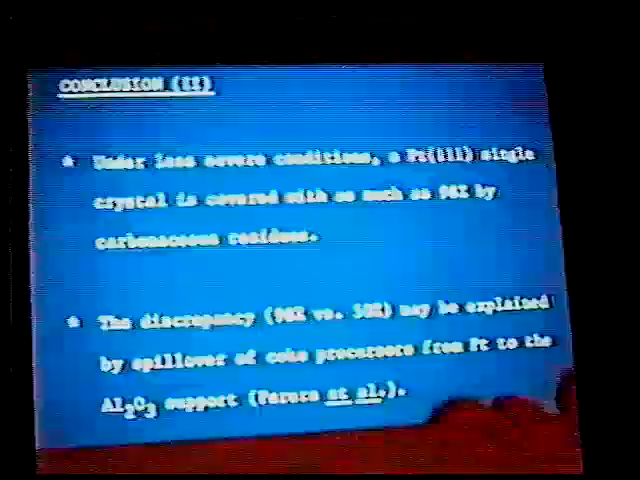 CONCLUSION (II)
* Under less severe conditions, a Pt(111) single
crystal is covered with as much as 98% by
carbonaceous residues.
* The discrepancy (98% vs. 50%) may be explained
by spillover of coke precursors from Pt to the
Al2O3 support (Parera et al.).